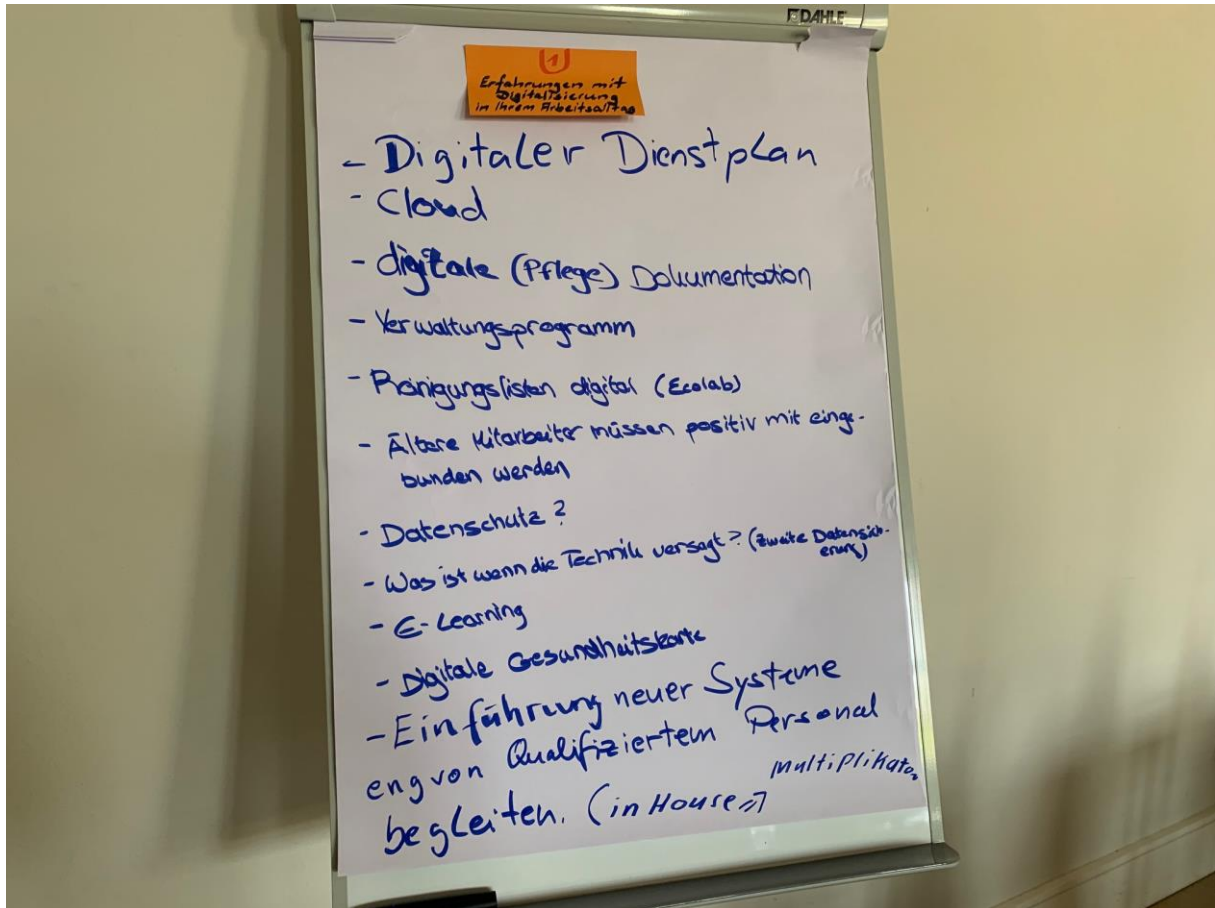 DAHLE
1
Erfahrungen mit
Digitalisierung
in Ihrem Arbeitsalltag
- Digitaler Dienstplan
- Cloud
- digitale (Pflege) Dokumentation
- Verwaltungsprogramm
- Reinigungslisten digital (Ecolab)
- Ältere Mitarbeiter müssen positiv mit einge-
bunden werden
- Datenschutz?
- Was ist wenn die Technik versagt? (zweite Datensich-
erung)
- E-Learning
- Digitale Gesundheitskarte
- Einführung neuer Systeme
eng von Qualifiziertem Personal
begleiten. (in House
Multiplikator